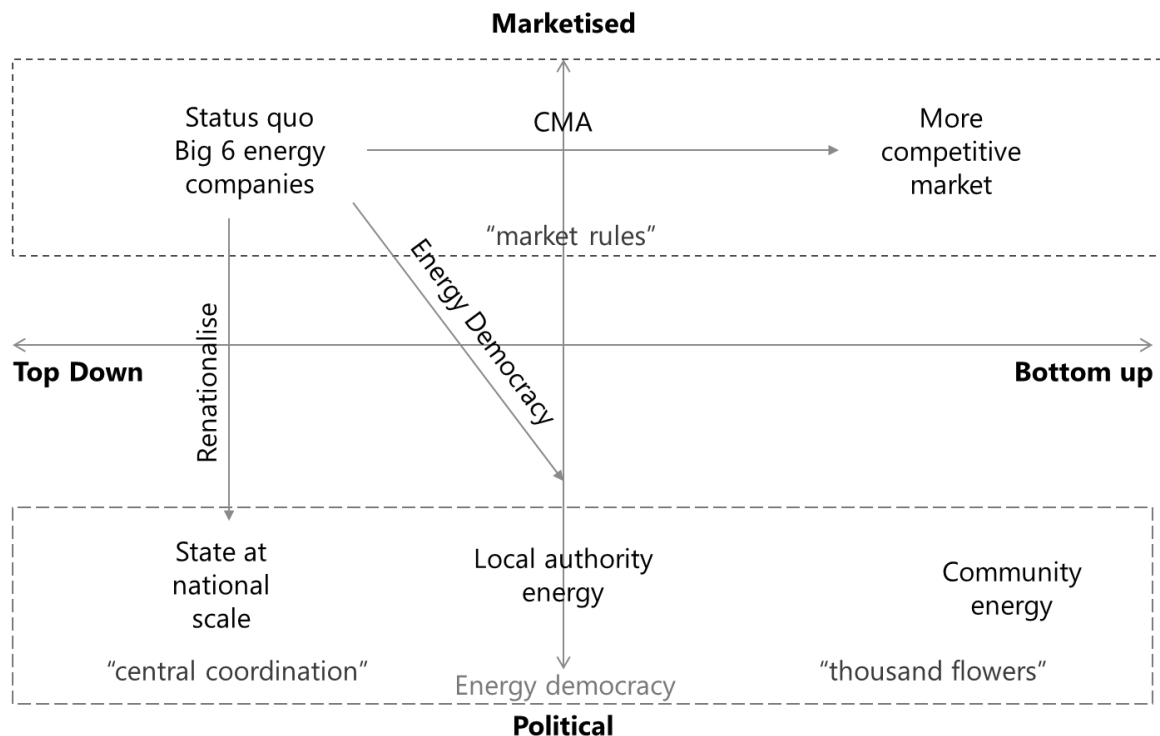 Marketised
Status quo
Big 6 energy
companies
CMA
More
competitive
market
“market rules”
Energy Democracy
Renationalise
Top Down
Bottom up
State at
national
scale
Local authority
energy
Community
energy
“central coordination”
“thousand flowers”
Energy democracy
Political